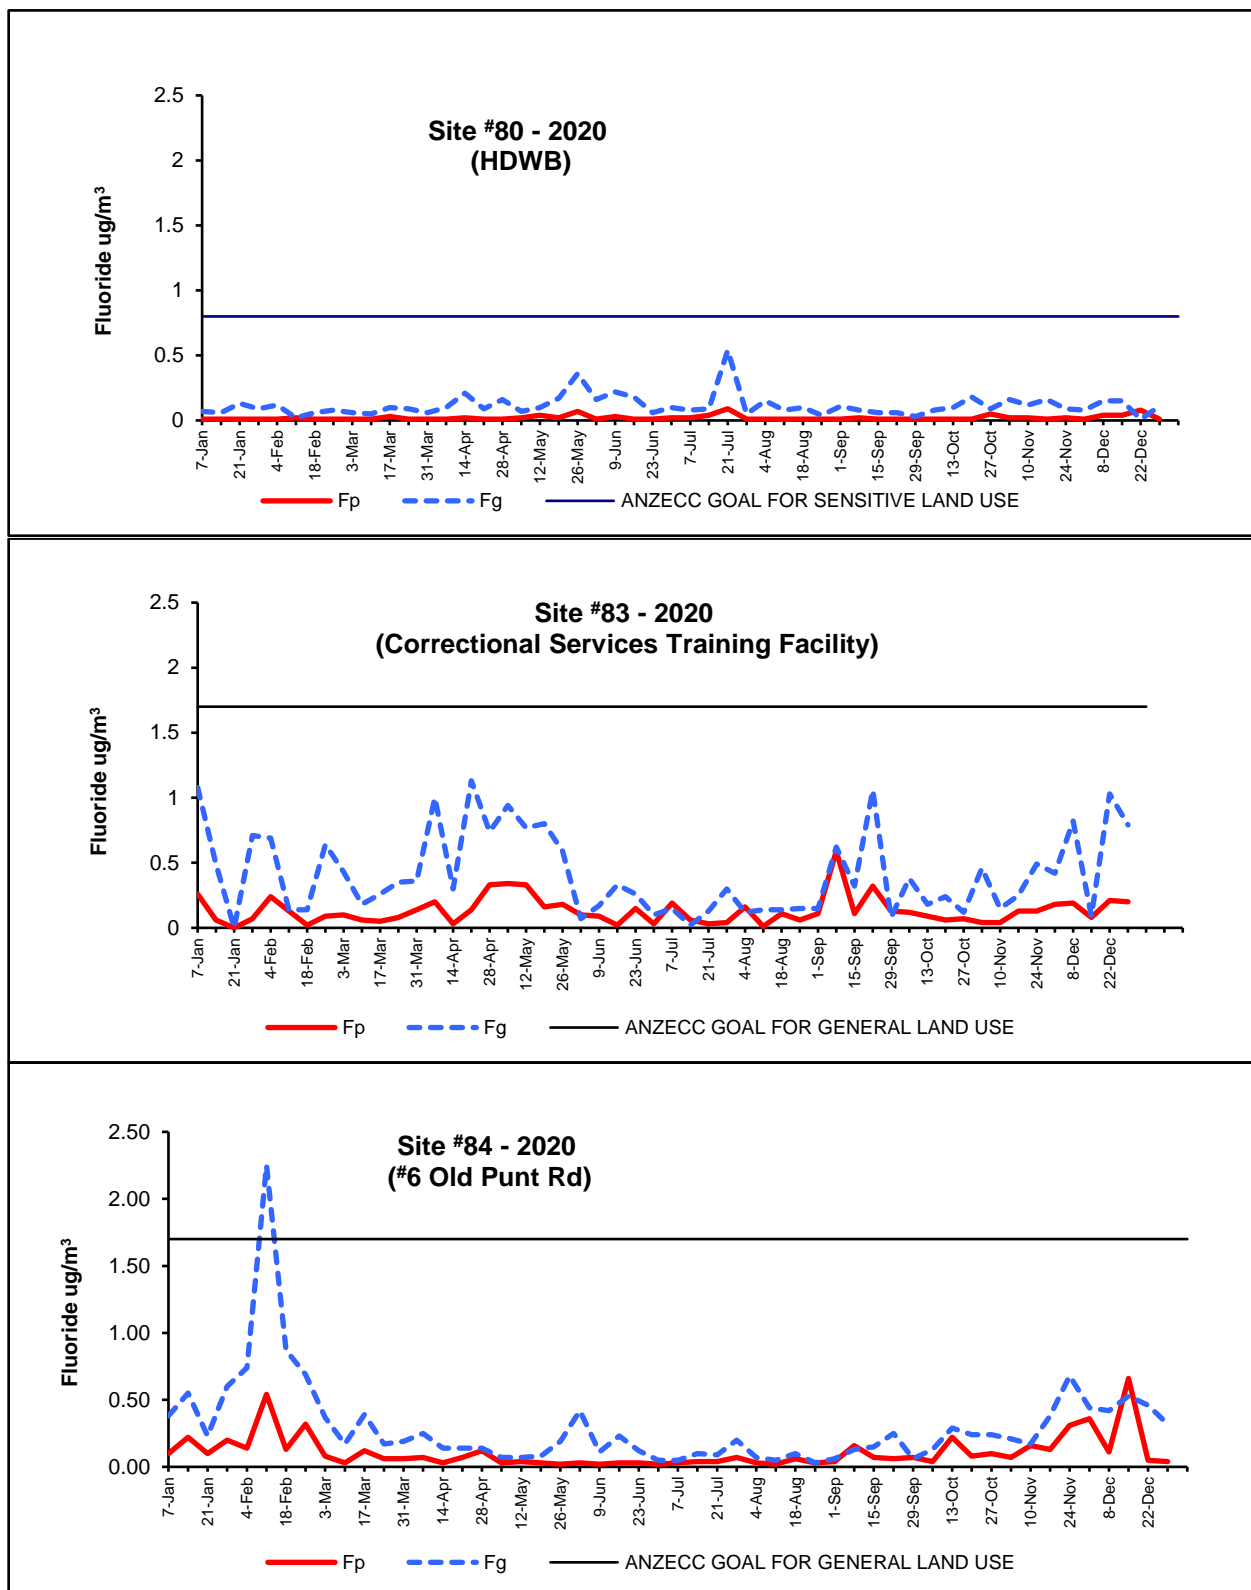 Site #80 - 2020
(HDWB)
Fluoride ug/m³
2.5
2
1.5
1
0.5
0
7-Jan 21-Jan 4-Feb 18-Feb 3-Mar 17-Mar 31-Mar 14-Apr 28-Apr 12-May 26-May 9-Jun 23-Jun 7-Jul 21-Jul 4-Aug 18-Aug 1-Sep 15-Sep 29-Sep 13-Oct 27-Oct 10-Nov 24-Nov 8-Dec 22-Dec
Fp Fg ANZECC GOAL FOR SENSITIVE LAND USE
Site #83 - 2020
(Correctional Services Training Facility)
Fluoride ug/m³
2.5
2
1.5
1
0.5
0
7-Jan 21-Jan 4-Feb 18-Feb 3-Mar 17-Mar 31-Mar 14-Apr 28-Apr 12-May 26-May 9-Jun 23-Jun 7-Jul 21-Jul 4-Aug 18-Aug 1-Sep 15-Sep 29-Sep 13-Oct 27-Oct 10-Nov 24-Nov 8-Dec 22-Dec
Fp Fg ANZECC GOAL FOR GENERAL LAND USE
Site #84 - 2020
(#6 Old Punt Rd)
Fluoride ug/m³
2.50
2.00
1.50
1.00
0.50
0.00
7-Jan 21-Jan 4-Feb 18-Feb 3-Mar 17-Mar 31-Mar 14-Apr 28-Apr 12-May 26-May 9-Jun 23-Jun 7-Jul 21-Jul 4-Aug 18-Aug 1-Sep 15-Sep 29-Sep 13-Oct 27-Oct 10-Nov 24-Nov 8-Dec 22-Dec
Fp Fg ANZECC GOAL FOR GENERAL LAND USE